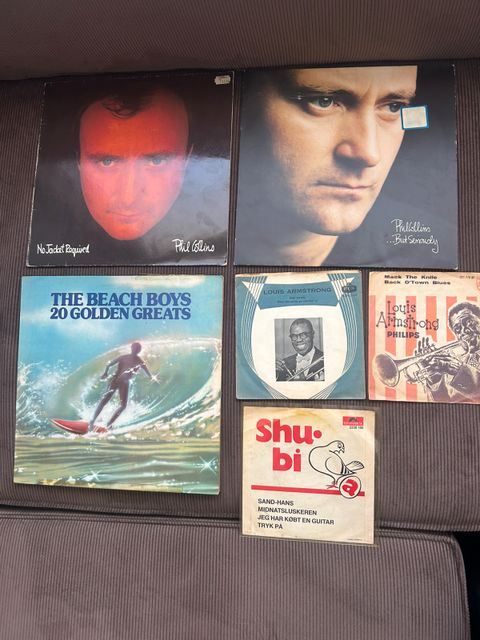 No Jacket Required
Phil Collins
Phil Collins
...But Seriously
THE BEACH BOYS
20 GOLDEN GREATS
LOUIS ARMSTRONG
Mack The Knife
Back O'Town Blues
Louis
Armstrong
PHILIPS
Shu•
bi
SAND-HANS
MIDNATSLUSKEREN
JEG HAR KØBT EN GUITAR
TRYK PÅ